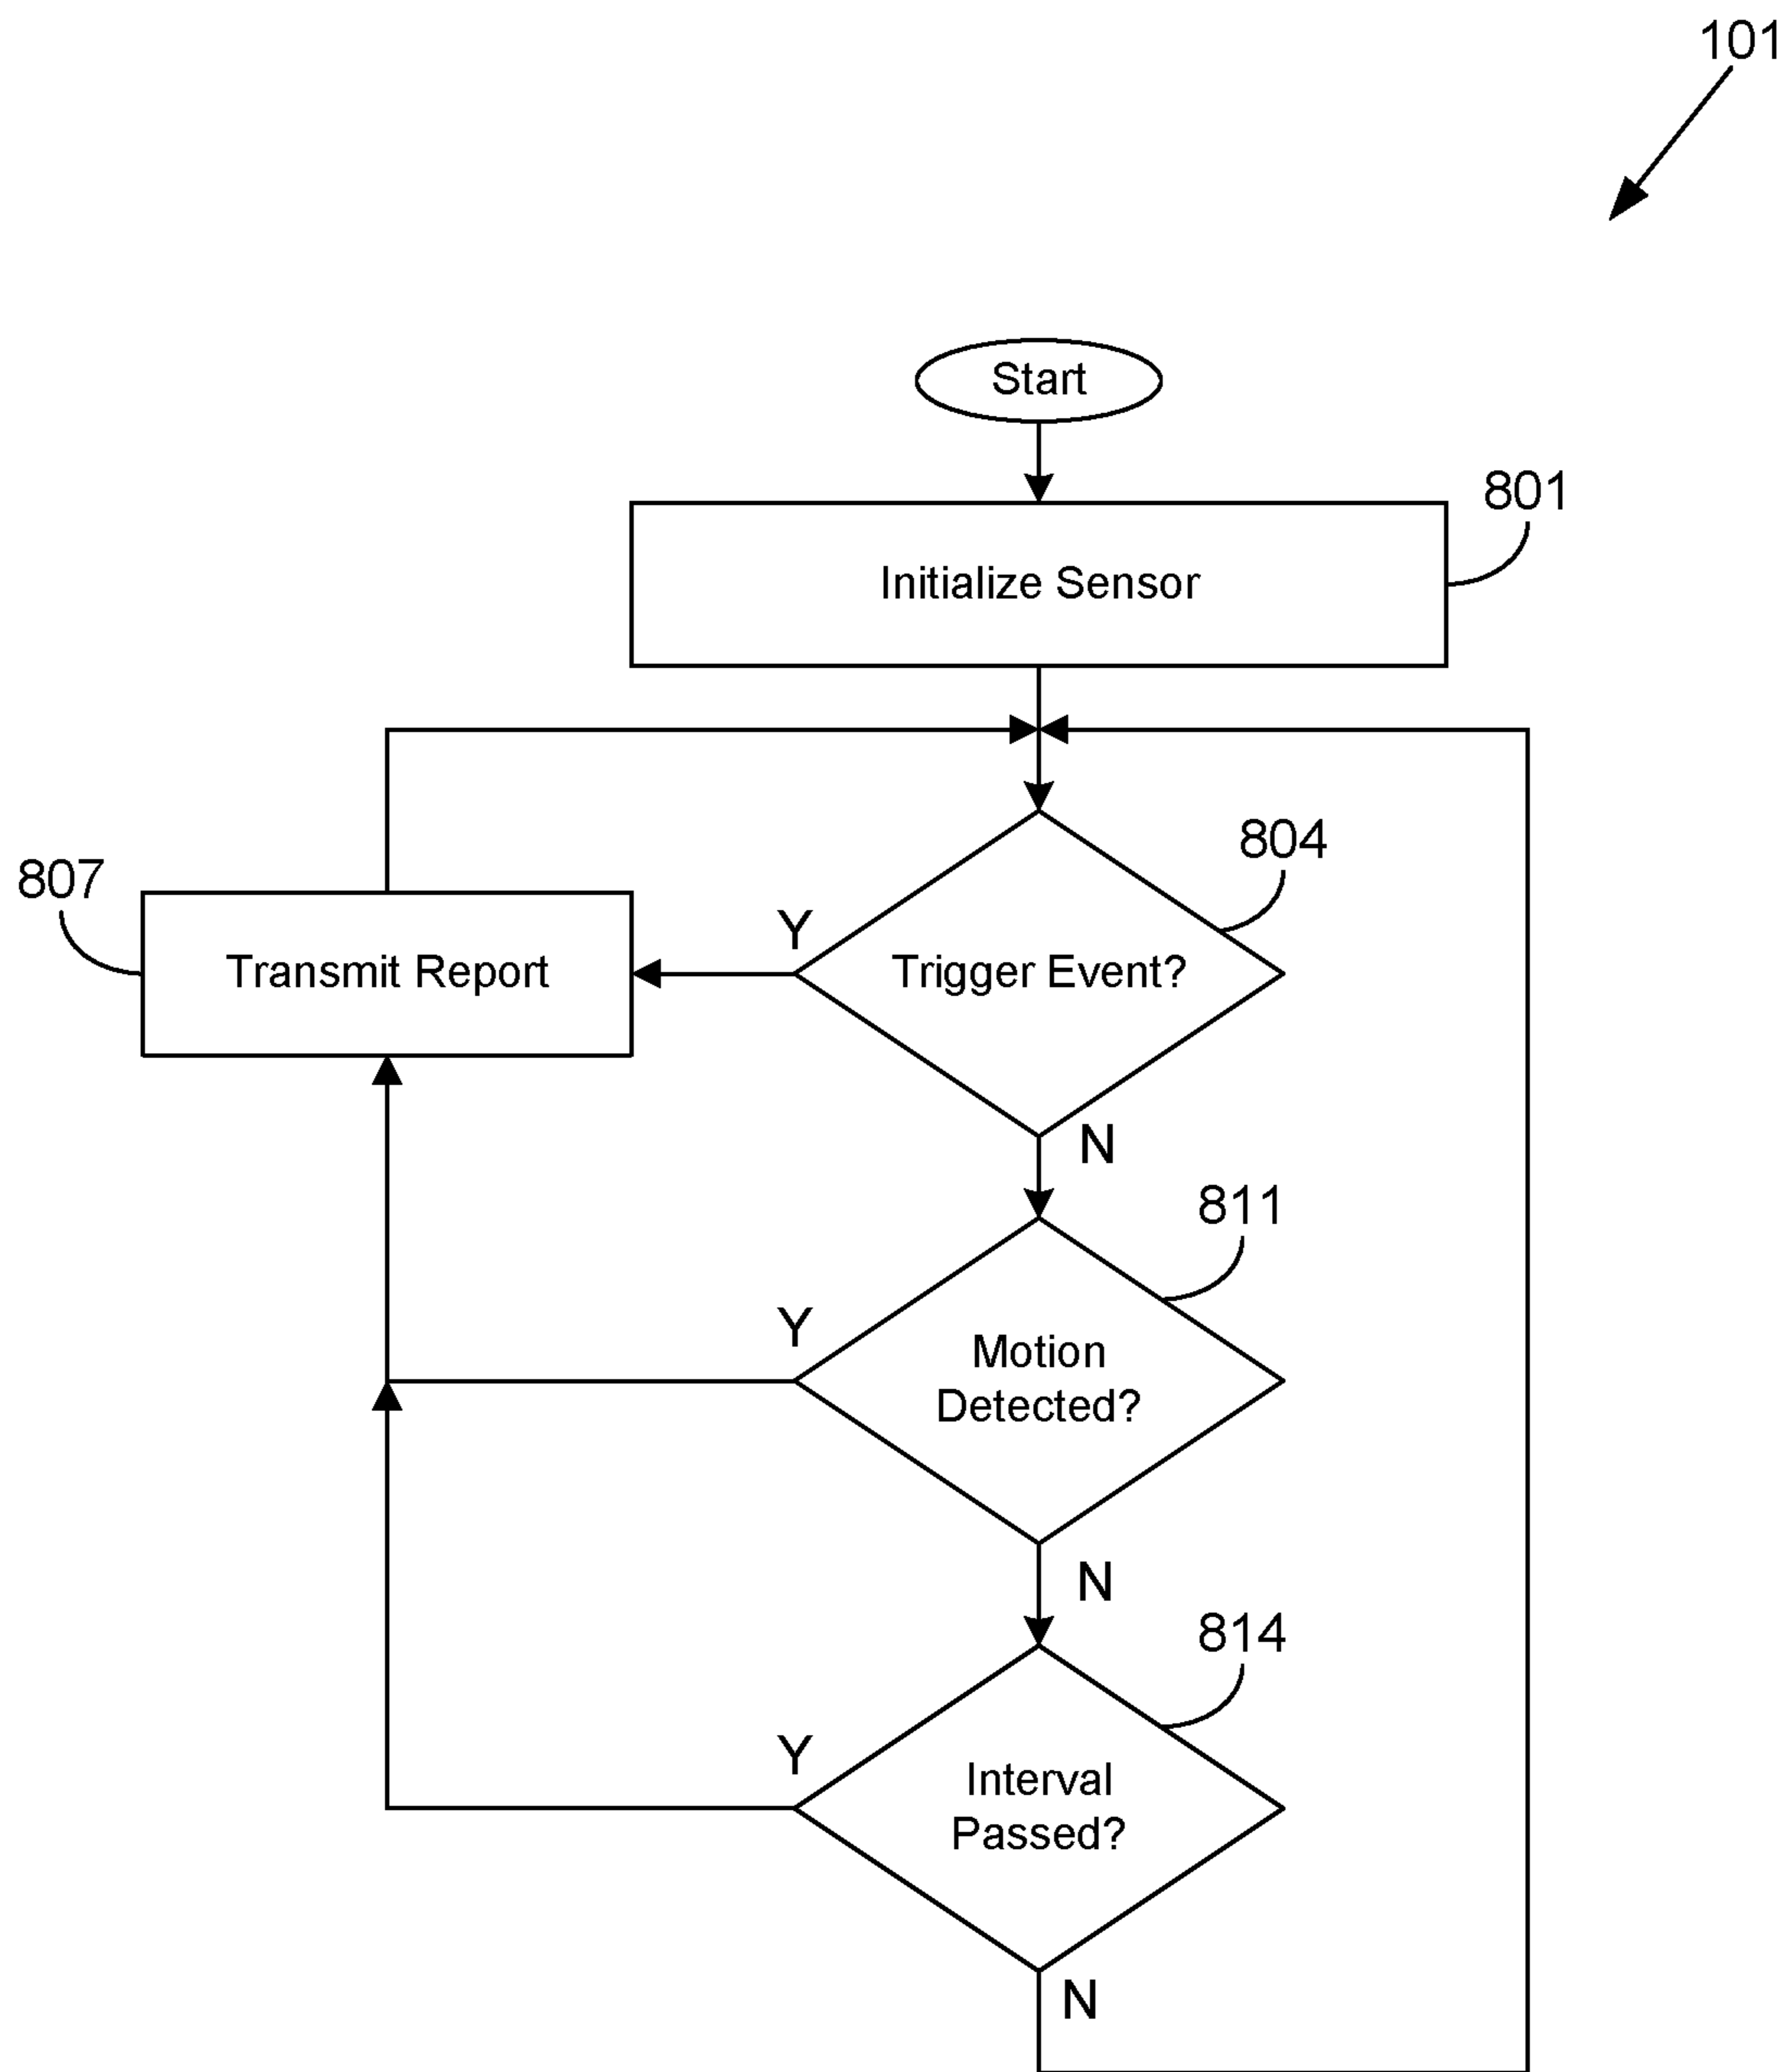 101
Start
801
Initialize Sensor
804
807
Y
Transmit Report
Trigger Event?
N
811
Y
Motion
Detected?
N
814
Y
Interval
Passed?
N